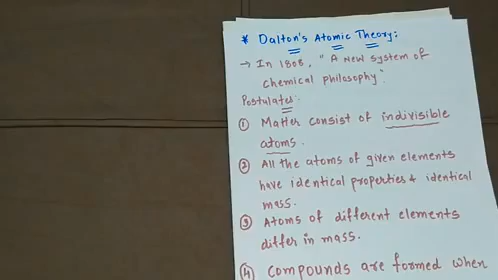 * Dalton's Atomic Theory:
→ In 1808, "A new system of
chemical philosophy".
Postulates:
① Matter consist of indivisible
atoms.
② All the atoms of given elements
have identical properties & identical
mass.
③ Atoms of different elements
differ in mass.
④ Compounds are formed when